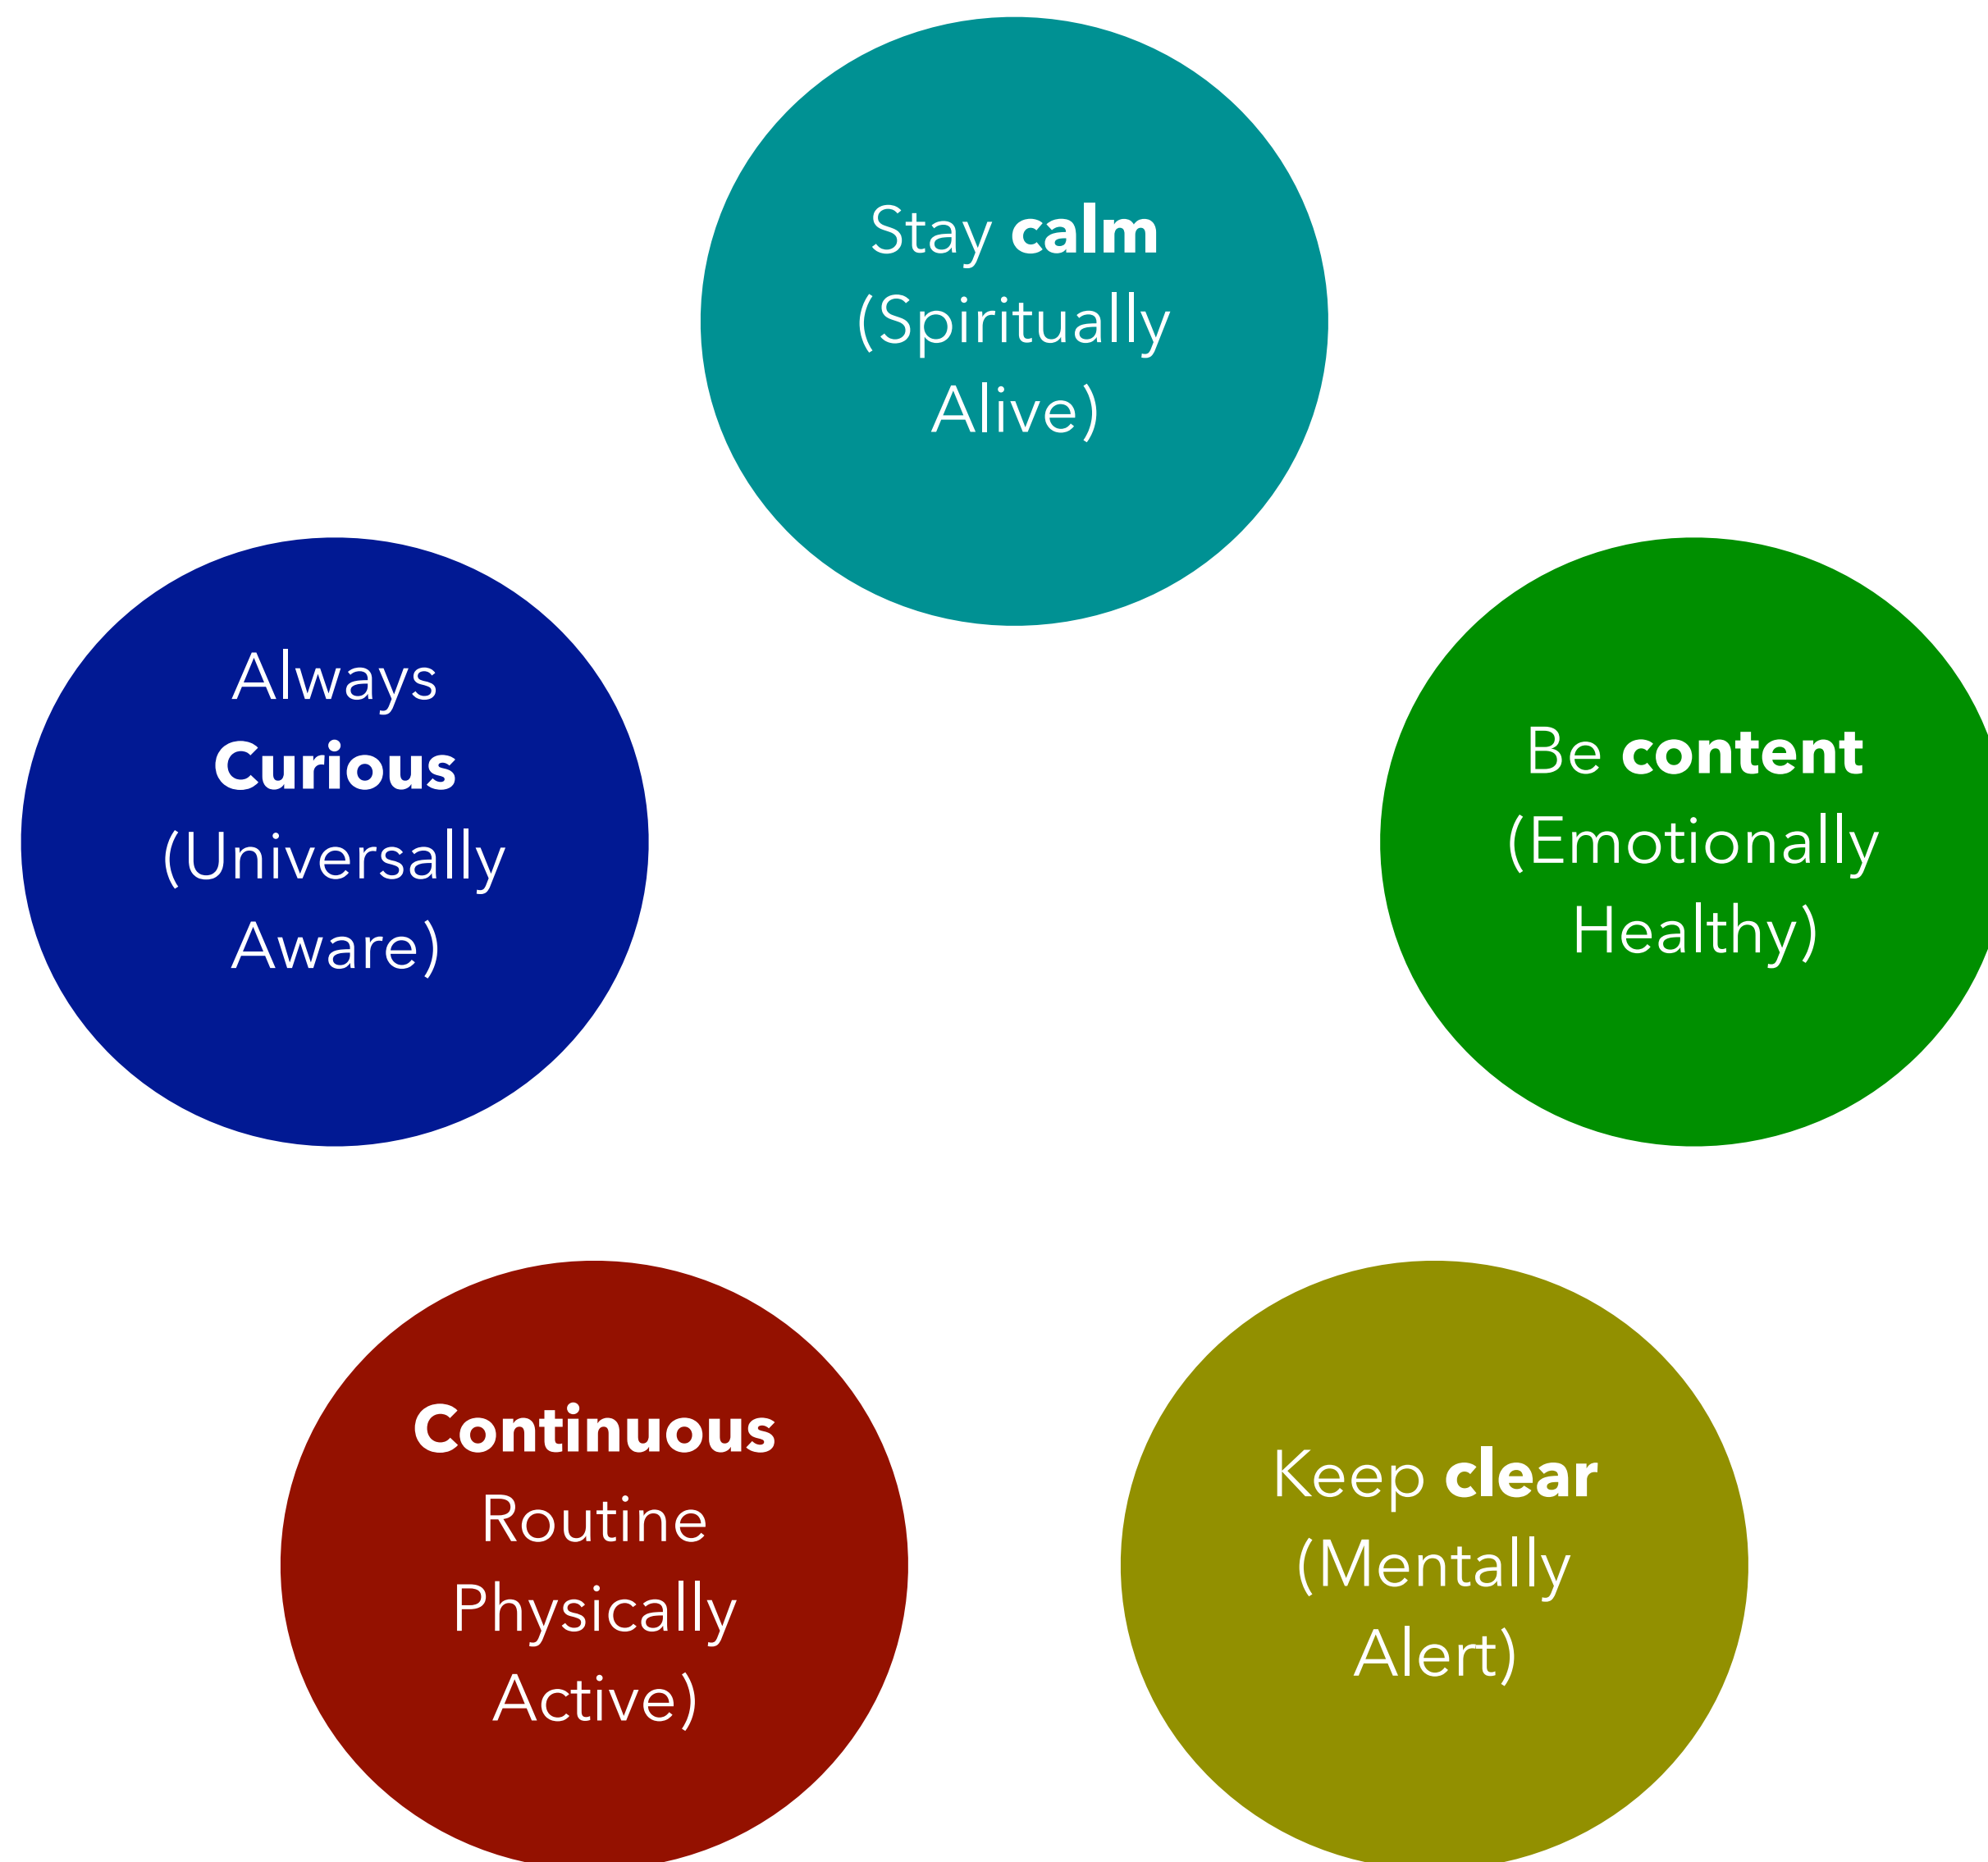 Stay calm
(Spiritually
Alive)
Always
Curious
(Universally
Aware)
Be content
(Emotionally
Healthy)
Continuous
Routine
Physically
Active)
Keep clear
(Mentally
Alert)